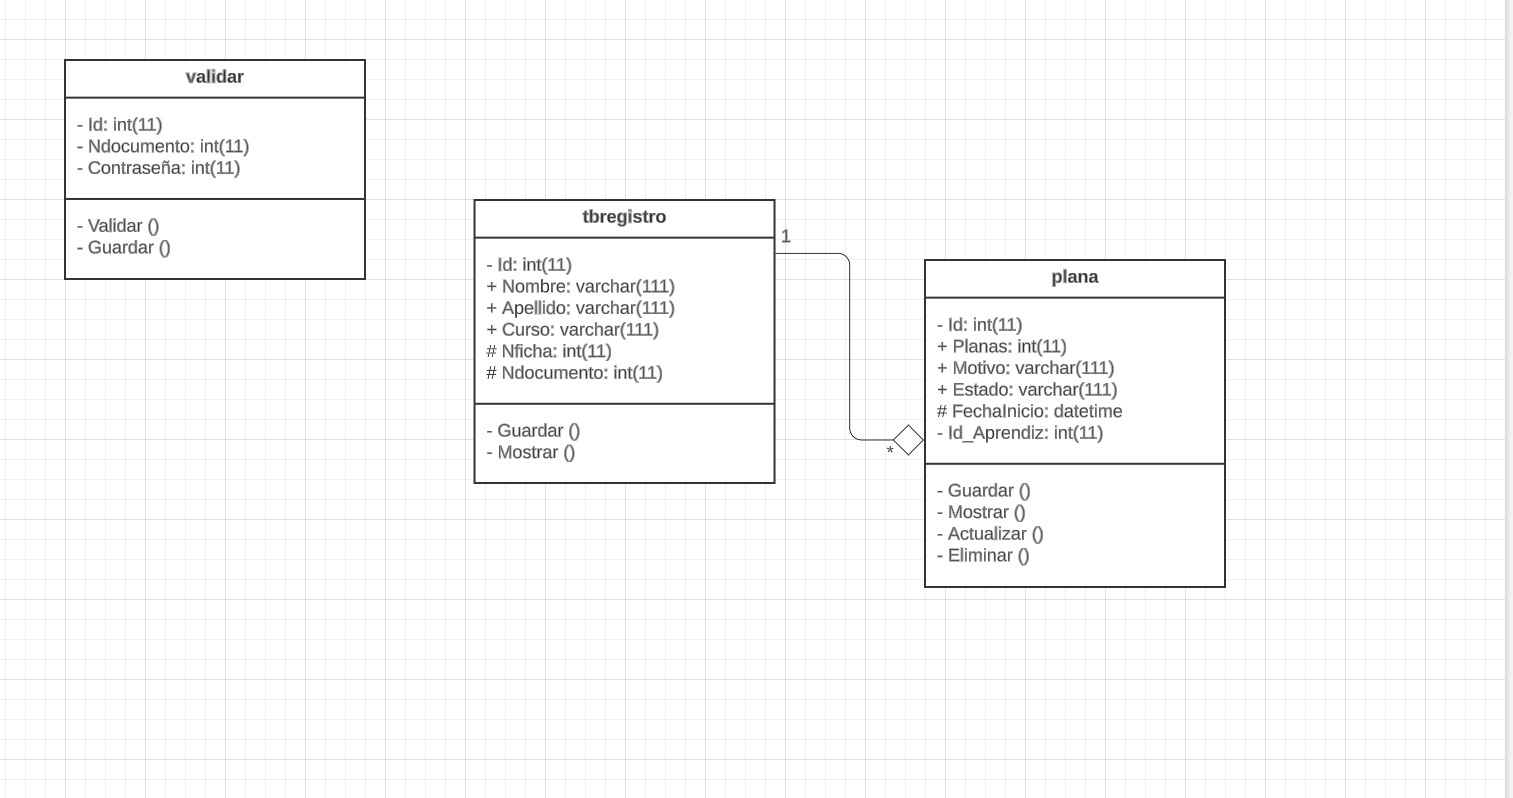 validar
- Id: int(11)
- Ndocumento: int(11)
- Contraseña: int(11)
- Validar ()
- Guardar ()
tbregistro
- Id: int(11)
+ Nombre: varchar(111)
+ Apellido: varchar(111)
+ Curso: varchar(111)
# Nficha: int(11)
# Ndocumento: int(11)
- Guardar ()
- Mostrar ()
1
*
plana
- Id: int(11)
+ Planas: int(11)
+ Motivo: varchar(111)
+ Estado: varchar(111)
# FechaInicio: datetime
- Id_Aprendiz: int(11)
- Guardar ()
- Mostrar ()
- Actualizar ()
- Eliminar ()